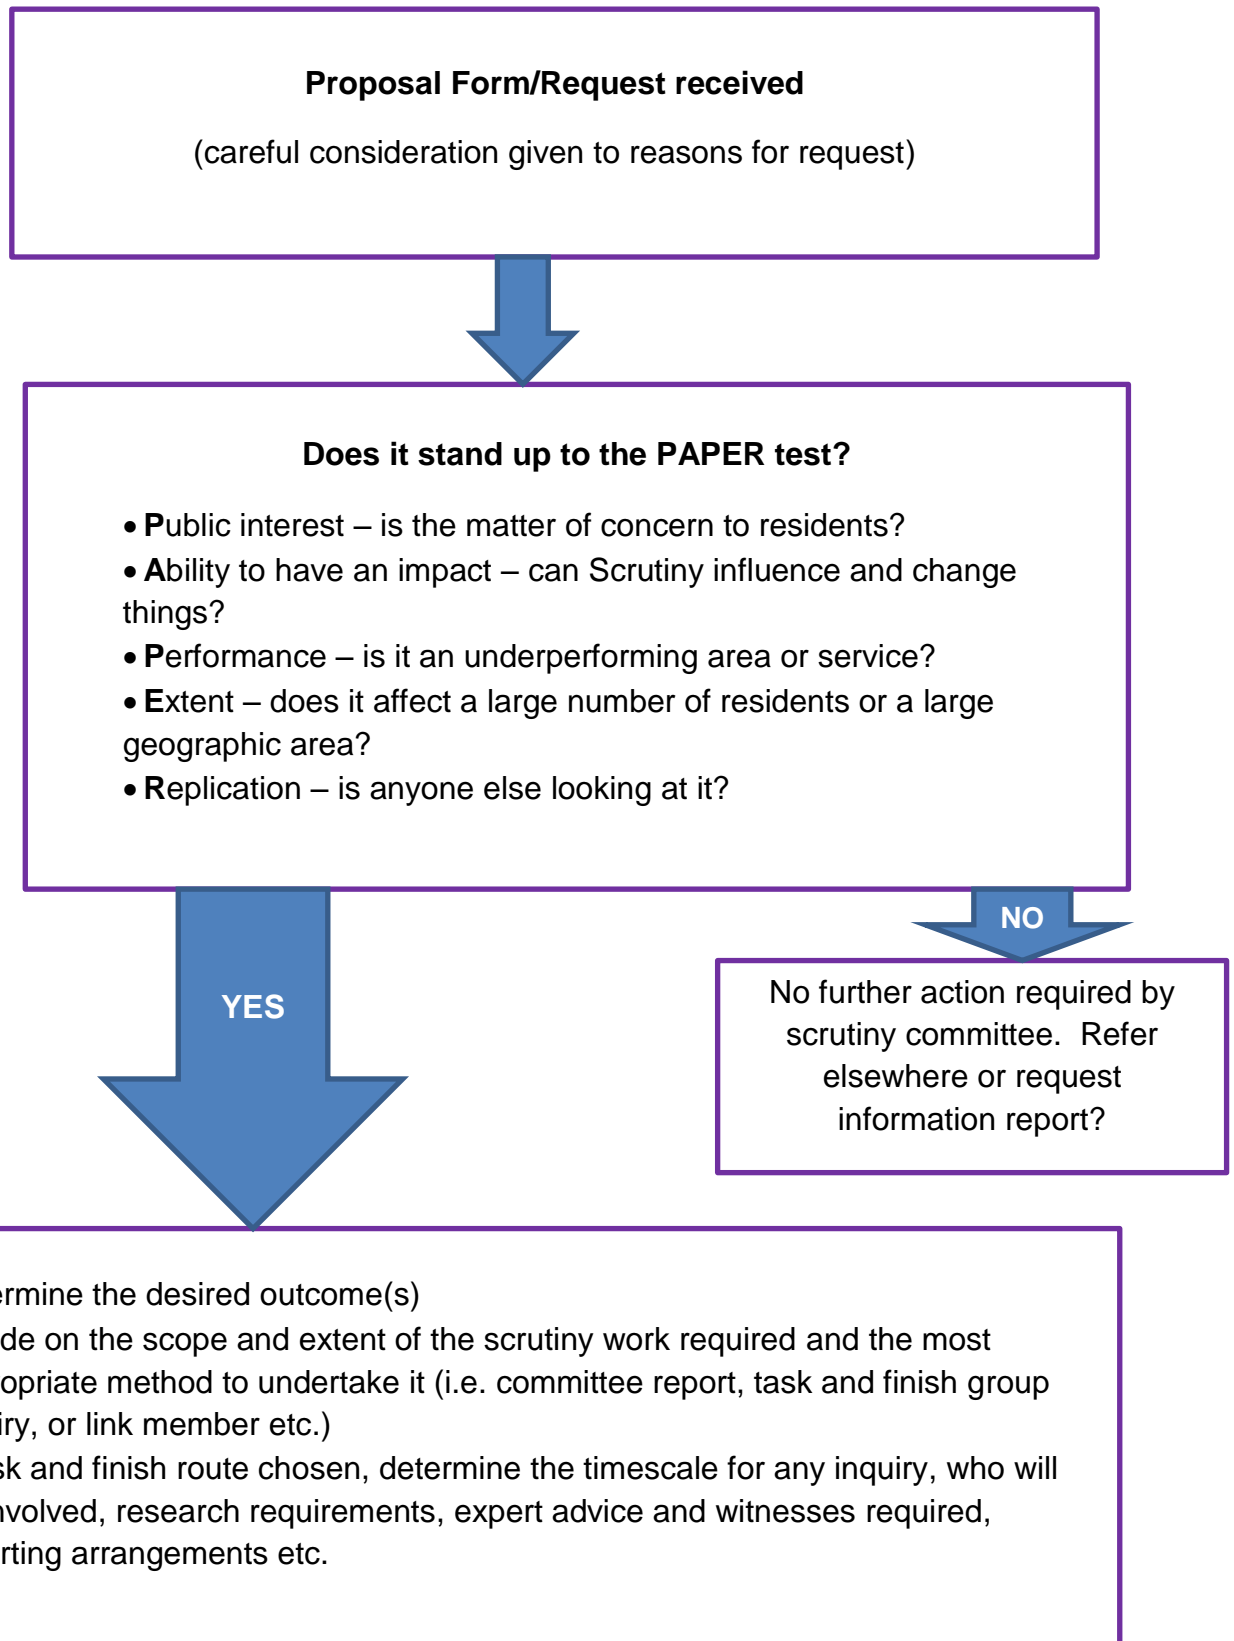 Proposal Form/Request received
(careful consideration given to reasons for request)
Does it stand up to the PAPER test?
• Public interest – is the matter of concern to residents?
• Ability to have an impact – can Scrutiny influence and change
things?
• Performance – is it an underperforming area or service?
• Extent – does it affect a large number of residents or a large
geographic area?
• Replication – is anyone else looking at it?
NO
YES
No further action required by
scrutiny committee.  Refer
elsewhere or request
information report?
ermine the desired outcome(s)
de on the scope and extent of the scrutiny work required and the most
opriate method to undertake it (i.e. committee report, task and finish group
iry, or link member etc.)
sk and finish route chosen, determine the timescale for any inquiry, who will
nvolved, research requirements, expert advice and witnesses required,
rting arrangements etc.